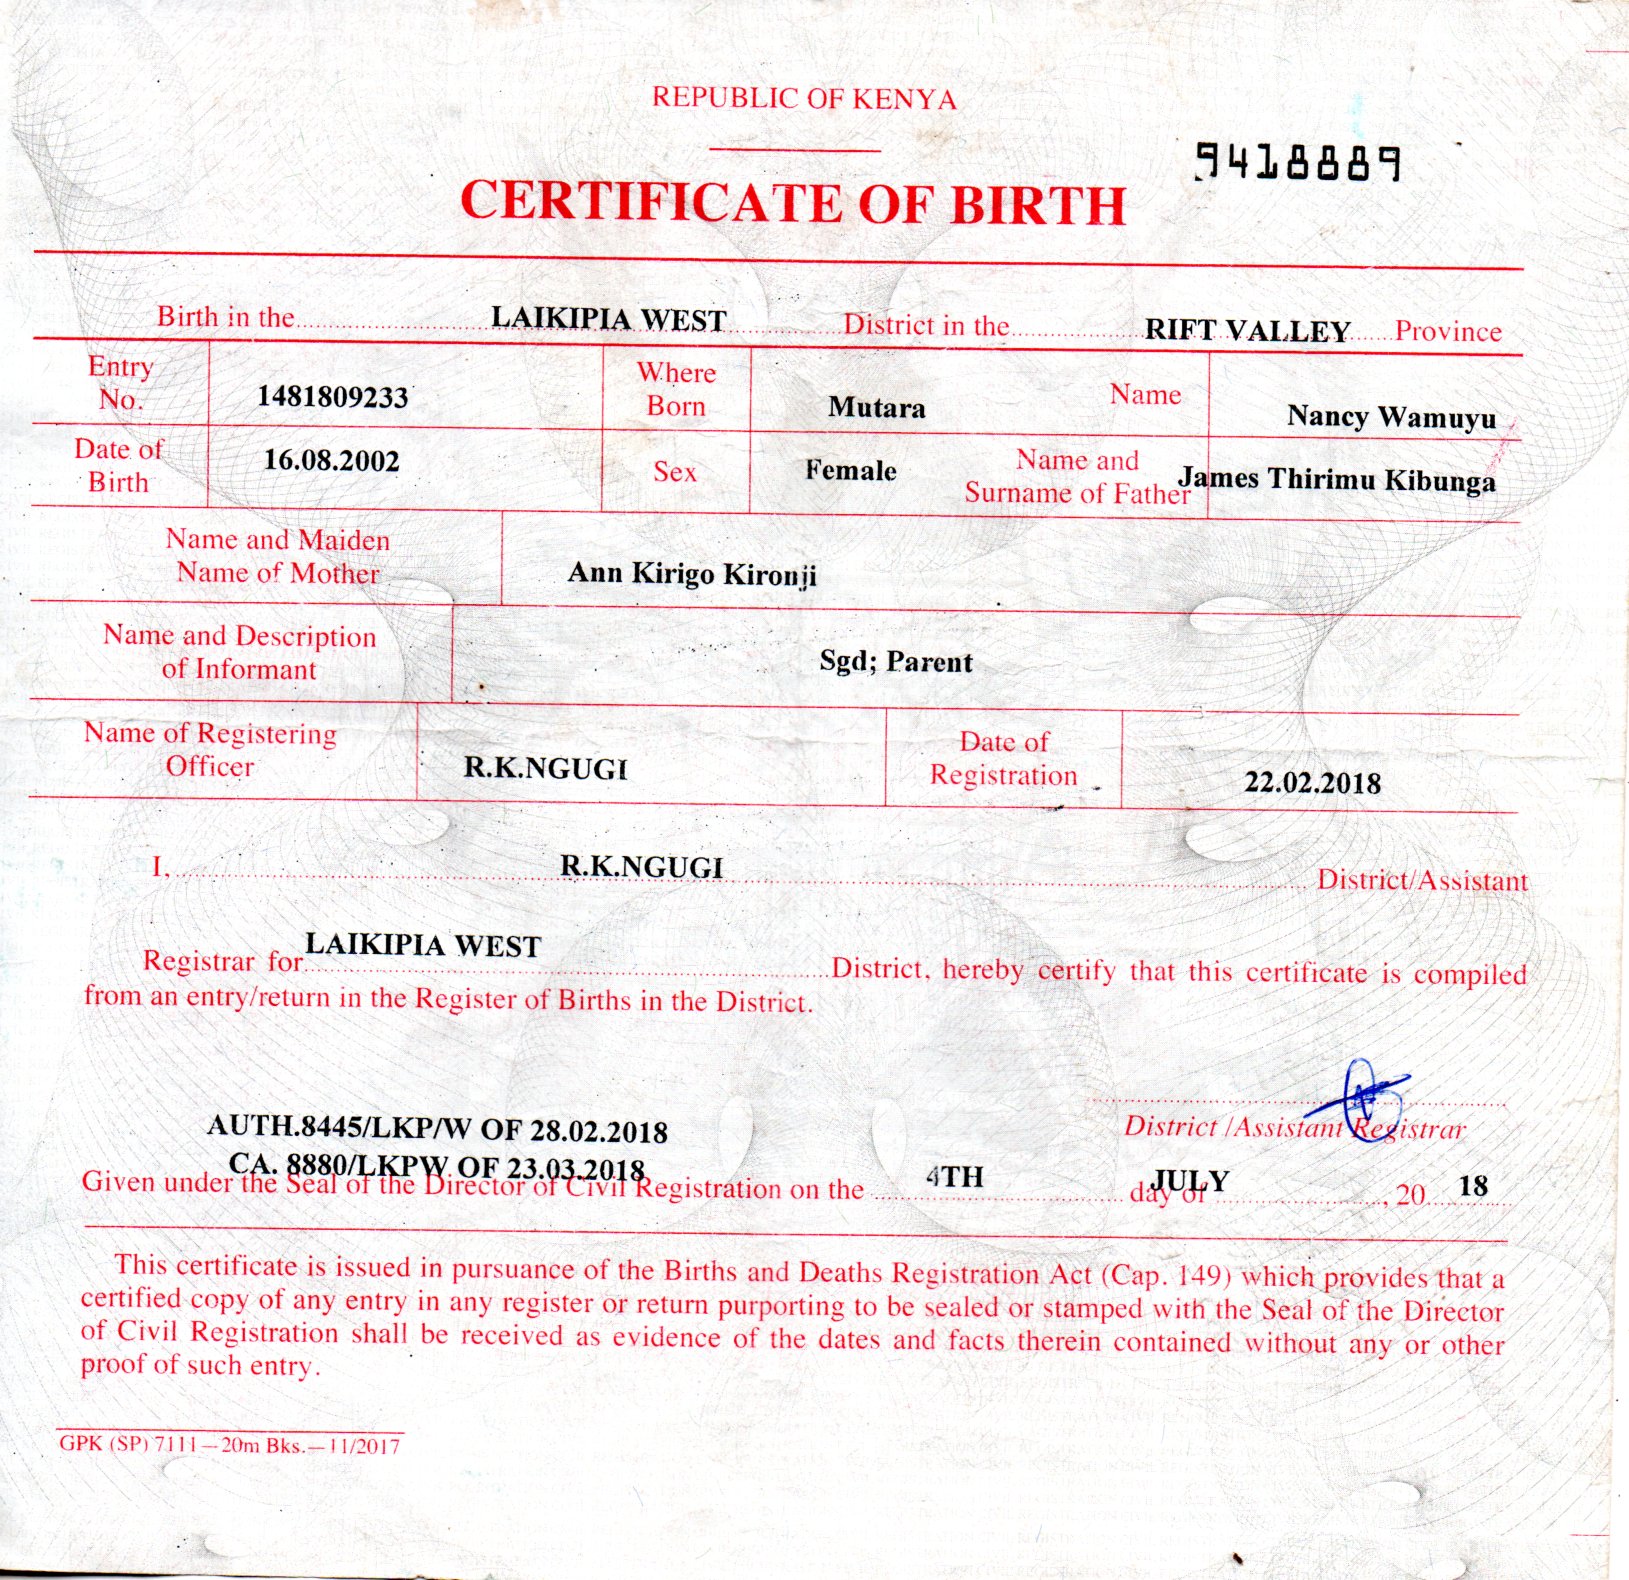 REPUBLIC OF KENYA
9418889
CERTIFICATE OF BIRTH
Birth in the LAIKIPIA WEST District in the RIFT VALLEY Province
Entry No. 1481809233 Where Born Mutara Name Nancy Wamuyu
Date of Birth 16.08.2002 Sex Female Name and Surname of Father James Thirimu Kibunga
Name and Maiden Name of Mother Ann Kirigo Kironji
Name and Description of Informant Sgd; Parent
Name of Registering Officer R.K.NGUGI Date of Registration 22.02.2018
I, R.K.NGUGI District/Assistant
Registrar for LAIKIPIA WEST District, hereby certify that this certificate is compiled
from an entry/return in the Register of Births in the District.
District /Assistant Registrar
AUTH.8445/LKP/W OF 28.02.2018
CA. 8880/LKPW OF 23.03.2018
Given under the Seal of the Director of Civil Registration on the 4TH day of JULY, 20 18
This certificate is issued in pursuance of the Births and Deaths Registration Act (Cap. 149) which provides that a
certified copy of any entry in any register or return purporting to be sealed or stamped with the Seal of the Director
of Civil Registration shall be received as evidence of the dates and facts therein contained without any or other
proof of such entry.
GPK (SP) 7111—20m Bks.—11/2017